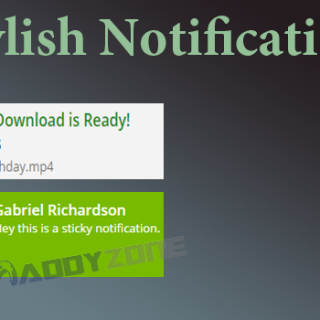 ylish Notificati
Download is Ready!
hday.mp4
Gabriel Richardson
Hey this is a sticky notification.
ADDYZONE